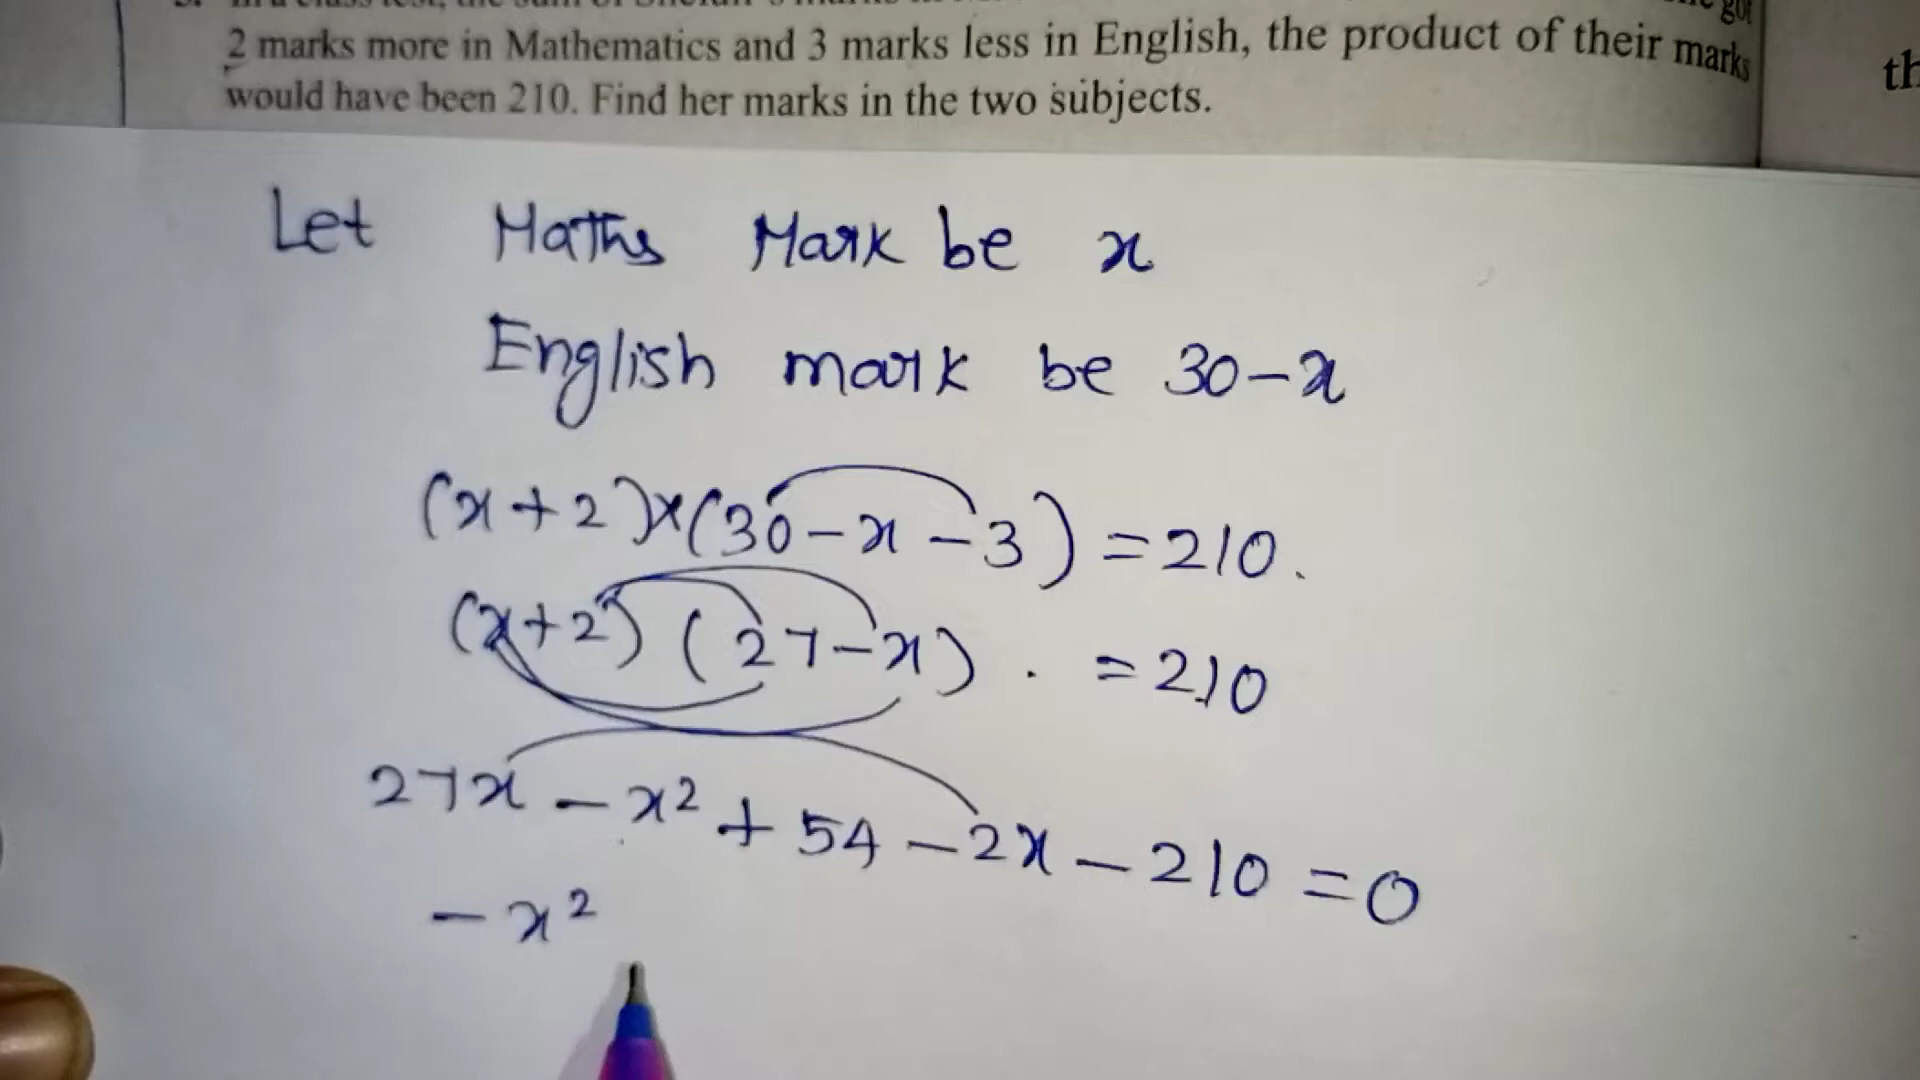 got
2 marks more in Mathematics and 3 marks less in English, the product of their marks
would have been 210. Find her marks in the two subjects.
th
Let Maths Mark be x
English mark be 30-x
(x+2)×(30-x-3)=210.
(x+2) (27-x) . =210
27x - x² + 54 - 2x - 210 = 0
- x²